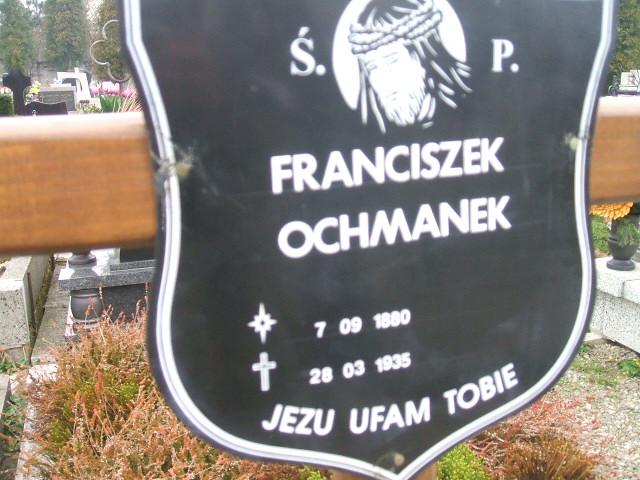 Ś. P.
FRANCISZEK
OCHMANEK
7 09 1880
28 03 1935
JEZU UFAM TOBIE